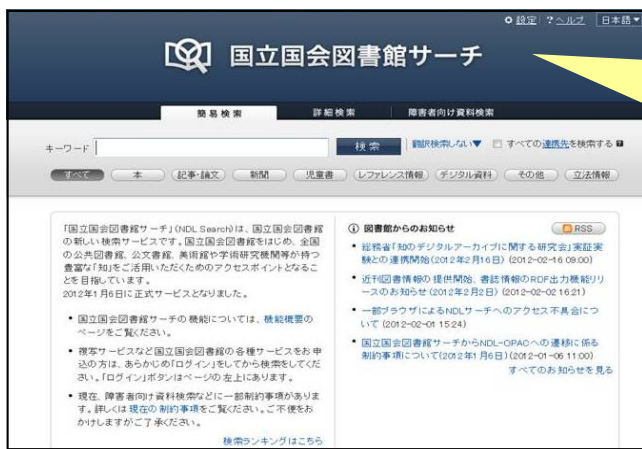 設定 ? ヘルプ 日本語▼
国立国会図書館サーチ
簡易検索 詳細検索 障害者向け資料検索
キーワード 検索 翻訳検索しない▼ すべての連携先を検索する
すべて 本 記事・論文 新聞 児童書 レファレンス情報 デジタル資料 その他 立法情報
「国立国会図書館サーチ」(NDL Search)は、国立国会図書館
の新しい検索サービスです。国立国会図書館をはじめ、全国
の公共図書館、公文書館、美術館や学術研究機関等が持つ
豊富な「知」をご活用いただくためのアクセスポイントとなるこ
とを目指しています。
2012年1月6日に正式サービスとなりました。
• 国立国会図書館サーチの機能については、機能概要の
ページをご覧ください。
• 複写サービスなど国立国会図書館の各種サービスをお申
込の方は、あらかじめ「ログイン」をしてから検索をしてくだ
さい。「ログイン」ボタンはページの左上にあります。
• 現在、障害者向け資料検索などに一部制約事項がありま
す。詳しくは現在の制約事項をご覧ください。ご不便をお
かけしますがご了承ください。
検索ランキングはこちら
図書館からのお知らせ RSS
• 総務省「知のデジタルアーカイブに関する研究会」実証実
験との連携開始(2012年2月16日) (2012-02-16 09:00)
• 近刊図書情報の提供開始、書誌情報のRDF出力機能リリ
ースのお知らせ(2012年2月2日) (2012-02-02 16:21)
• 一部ブラウザによるNDLサーチへのアクセス不具合につ
いて (2012-02-01 15:24)
• 国立国会図書館サーチからNDL-OPACへの遷移に係る
制約事項について(2012年1月6日) (2012-01-06 11:00)
すべてのお知らせを見る